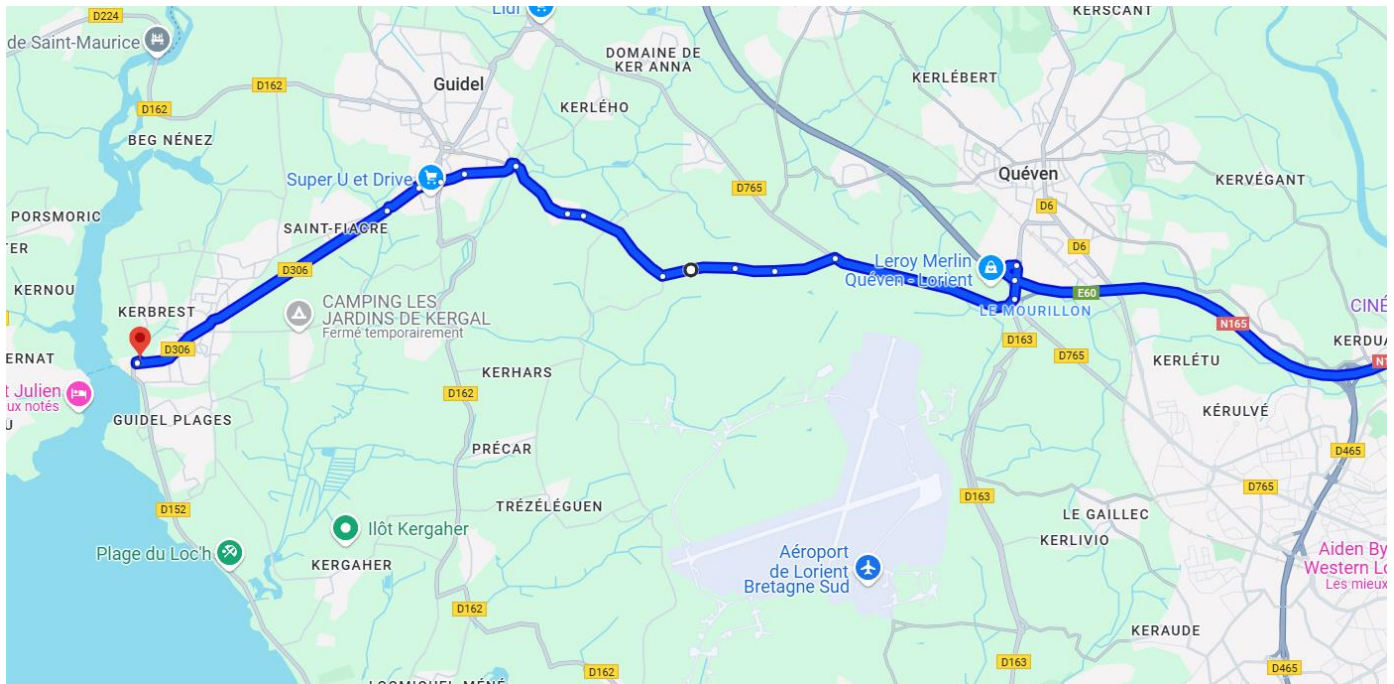 D224
Lidl
KERSCANT
de Saint-Maurice
DOMAINE DE
KER ANNA
KERLÉBERT
Guidel
D162
KERLÉHO
D162
BEG NÉNEZ
Quéven
Super U et Drive
D765
KERVÉGANT
PORSMORIC
D6
SAINT-FIACRE
D6
TER
Leroy Merlin
Quéven - Lorient
D306
KERNOU
E60
CAMPING LES
JARDINS DE KERGAL
Fermé temporairement
KERBREST
LE MOURILLON
CINÉ
N165
D163
KERDUA
D306
D765
ERNAT
KERLÉTU
N1
KERHARS
t Julien
ux notés
D162
U
KÉRULVÉ
GUIDEL PLAGES
PRÉCAR
D465
D765
D163
TRÉZÉLÉGUEN
D152
LE GAILLEC
Ilôt Kergaher
KERLIVIO
Plage du Loc'h
Aéroport
de Lorient
Bretagne Sud
Aiden By
Western Lo
Les mieux
KERGAHER
D162
KERAUDE
D163
D465
D162
LOCMIQUEL-MÉNÉ